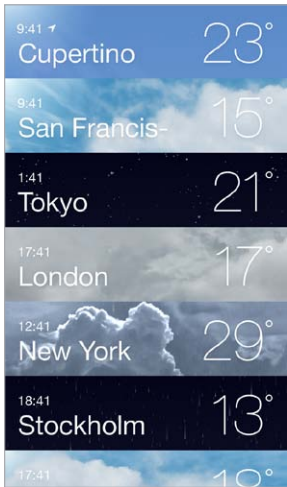 9:41
Cupertino
23°
9:41
San Francis-
15°
1:41
Tokyo
21°
17:41
London
17°
12:41
New York
29°
18:41
Stockholm
13°
17:41